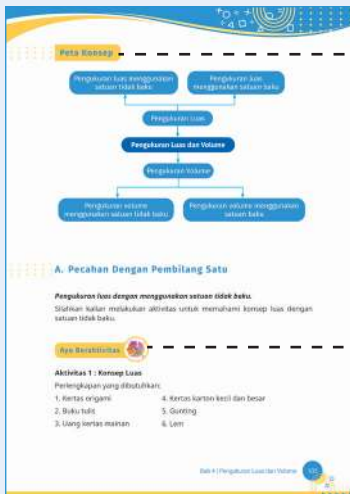 Peta Konsep
Pengukuran luas menggunakan
satuan tidak baku
Pengukuran luas
menggunakan satuan baku
Pengukuran Luas
Pengukuran Luas dan Volume
Pengukuran Volume
Pengukuran volume
menggunakan satuan tidak baku
Pengukuran volume menggunakan
satuan baku
A. Pecahan Dengan Pembilang Satu
Pengukuran luas dengan menggunakan satuan tidak baku.
Silahkan kalian melakukan aktivitas untuk memahami konsep luas dengan
satuan tidak baku.
Ayo Beraktivitas
Aktivitas 1 : Konsep Luas
Perlengkapan yang dibutuhkan:
1. Kertas origami
2. Buku tulis
3. Uang kertas mainan
4. Kertas karton kecil dan besar
5. Gunting
6. Lem
Bab 4 | Pengukuran Luas dan Volume